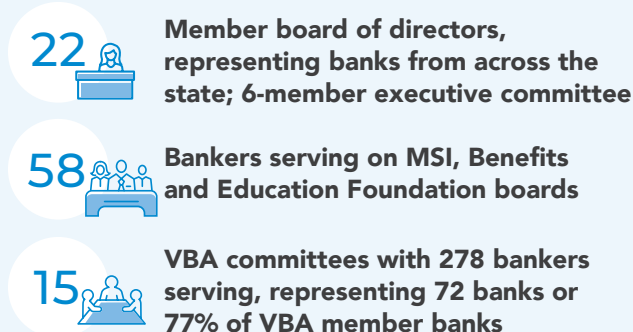 22
Member board of directors,
representing banks from across the
state; 6-member executive committee
58
Bankers serving on MSI, Benefits
and Education Foundation boards
15
VBA committees with 278 bankers
serving, representing 72 banks or
77% of VBA member banks